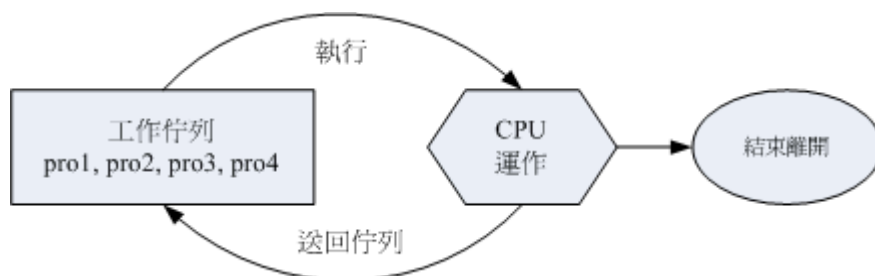 執行
工作佇列
pro1, pro2, pro3, pro4
CPU
運作
結束離開
送回佇列